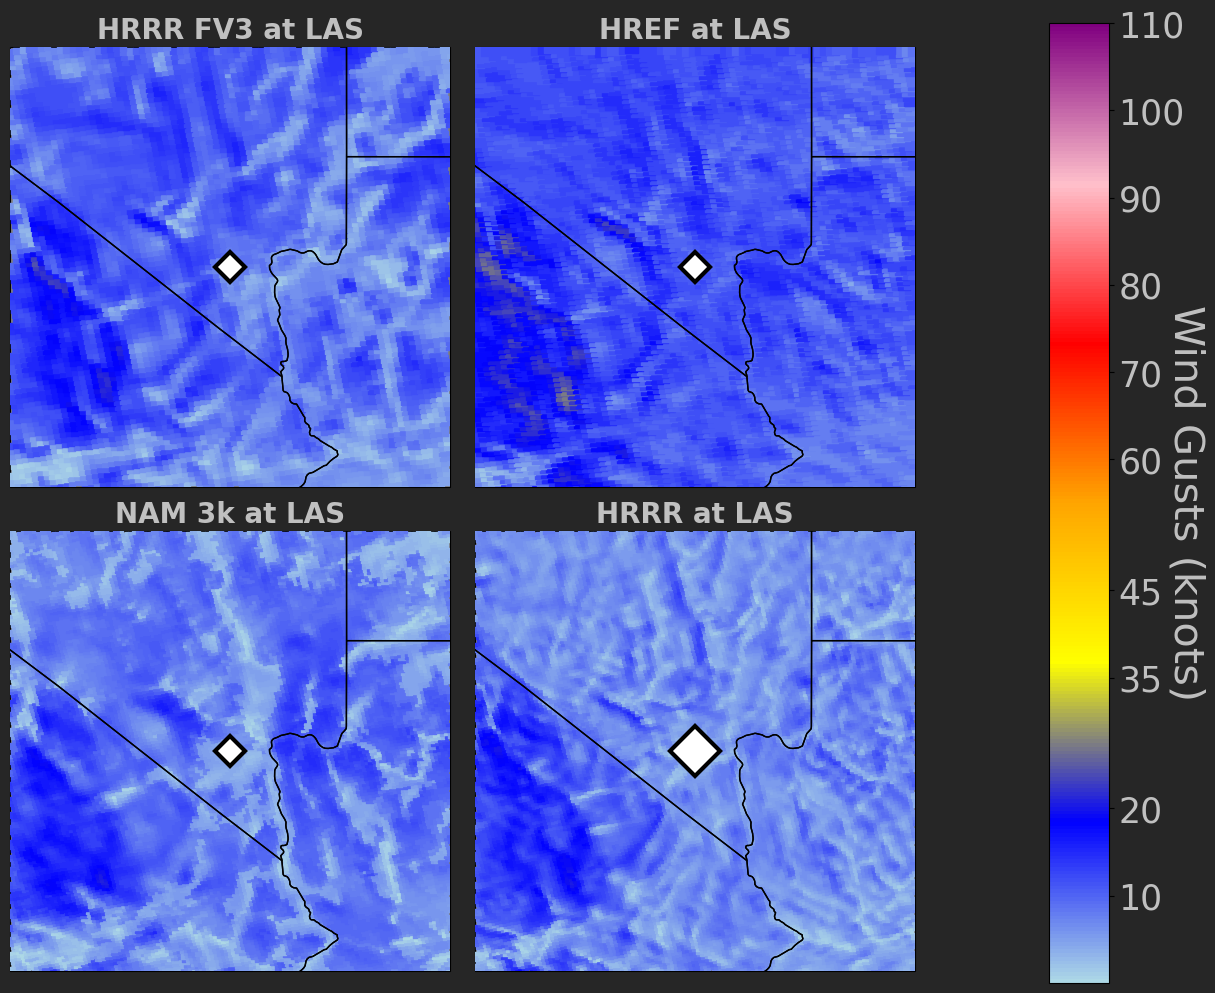 HRRR FV3 at LAS
HREF at LAS
NAM 3k at LAS
HRRR at LAS
110
100
90
80
70
60
45
35
20
10
Wind Gusts (knots)